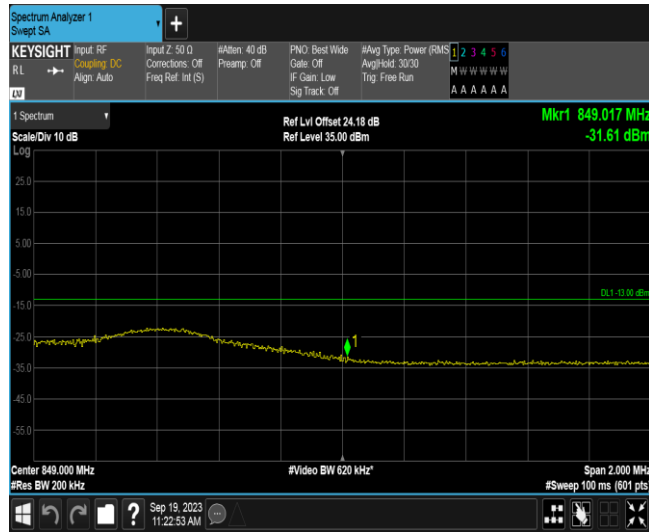 Spectrum Analyzer 1
Swept SA
+
KEYSIGHT
RL
LXI
Input: RF
Coupling: DC
Align: Auto
Input Z: 50 Ω
Corrections: Off
Freq Ref: Int (S)
#Atten: 40 dB
Preamp: Off
PNO: Best Wide
Gate: Off
IF Gain: Low
Sig Track: Off
#Avg Type: Power (RMS
Avg|Hold: 30/30
Trig: Free Run
1 2 3 4 5 6
M W W W W W
A A A A A A
1 Spectrum
Scale/Div 10 dB
Log
Ref Lvl Offset 24.18 dB
Ref Level 35.00 dBm
Mkr1 849.017 MHz
-31.61 dBm
25.0
15.0
5.00
-5.00
DL1 -13.00 dBm
-15.0
-25.0
1
-35.0
-45.0
-55.0
Center 849.000 MHz
#Res BW 200 kHz
#Video BW 620 kHz*
Span 2.000 MHz
#Sweep 100 ms (601 pts)
?
Sep 19, 2023
11:22:53 AM